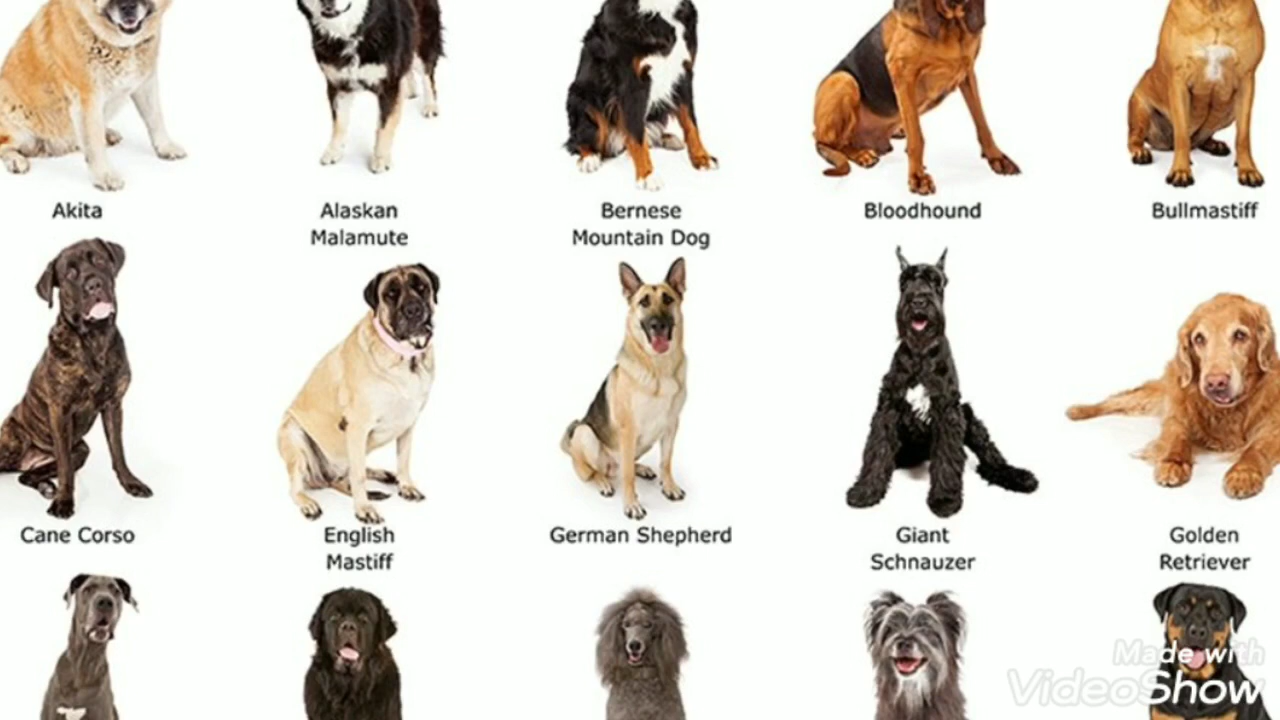 Akita
Alaskan
Malamute
Bernese
Mountain Dog
Bloodhound
Bullmastiff
Cane Corso
English
Mastiff
German Shepherd
Giant
Schnauzer
Golden
Retriever
Made with
VideoShow